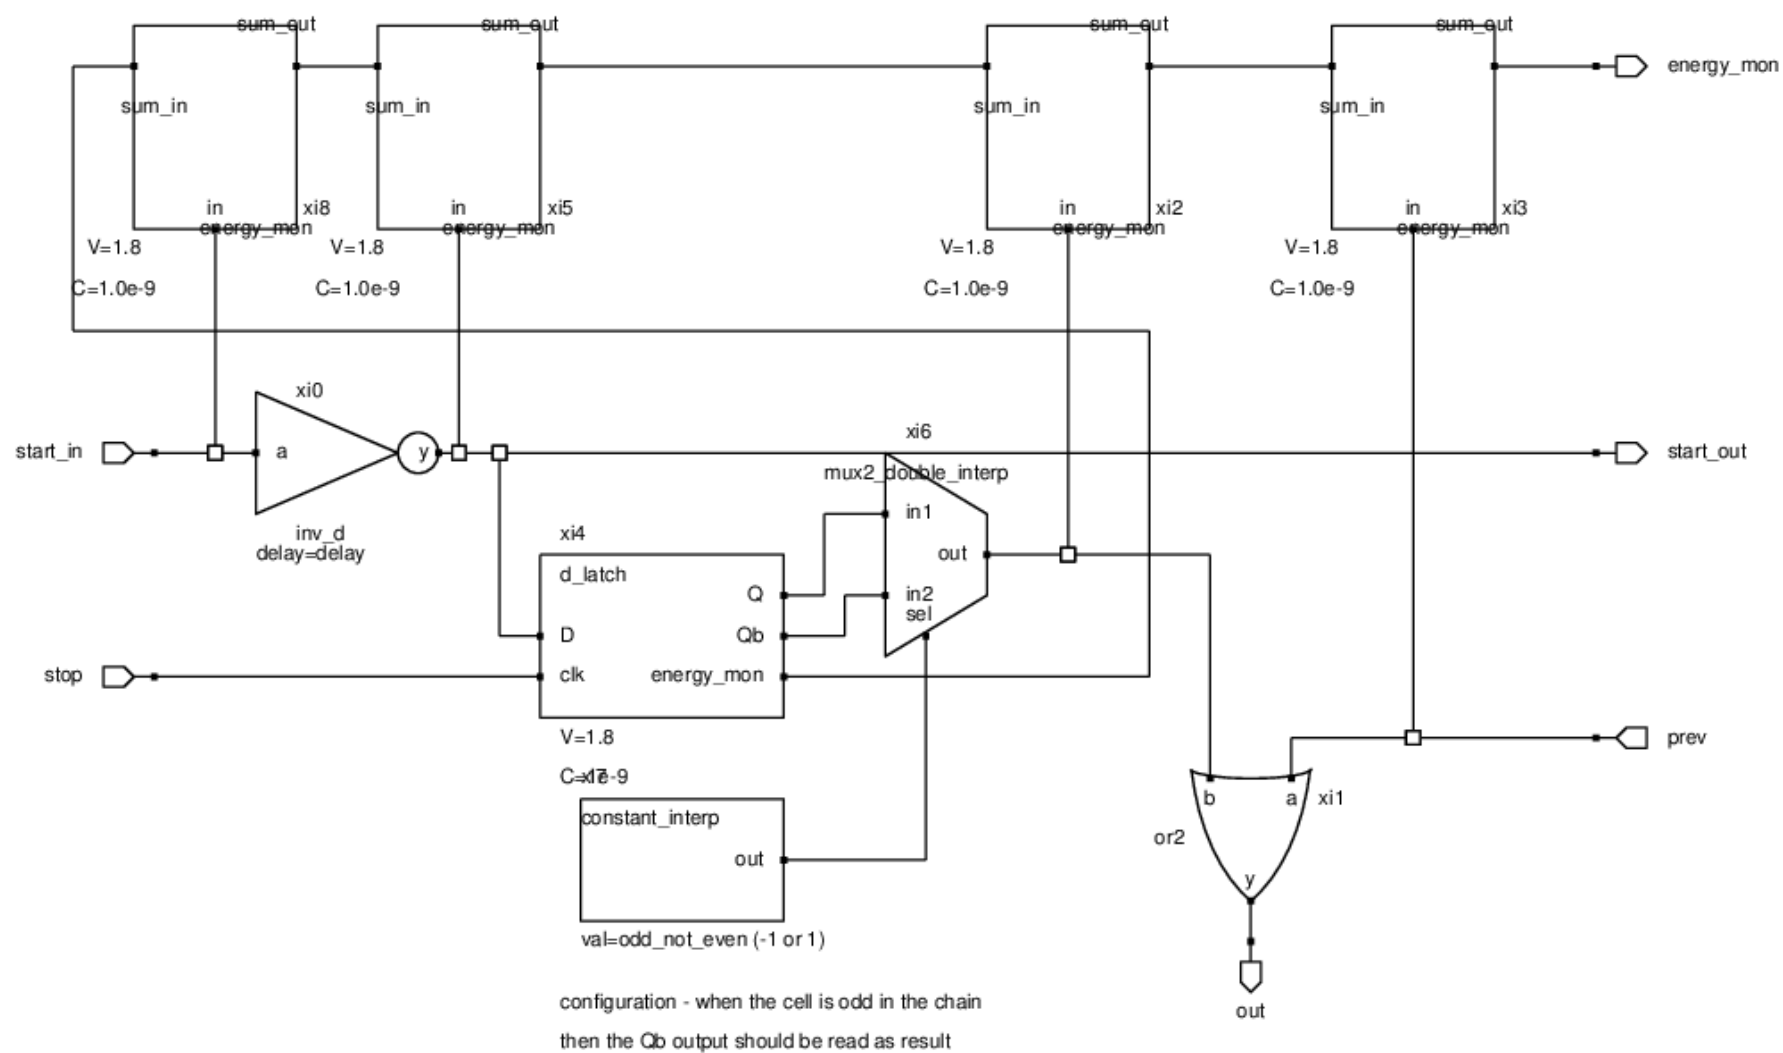 sum_out sum_out sum_out sum_out
energy_mon
sum_in sum_in sum_in sum_in
in xi8 in xi5 in xi2 in xi3
energy_mon energy_mon energy_mon energy_mon
V=1.8 V=1.8 V=1.8 V=1.8
C=1.0e-9 C=1.0e-9 C=1.0e-9 C=1.0e-9
xi0
xi6
start_in a y start_out
mux2_double_interp
in1
inv_d xi4
delay=delay out
d_latch
Q in2
sel
D Qb
stop clk energy_mon
V=1.8 prev
C=1e-9
xi7
b a xi1
constant_interp
or2
out
y
val=odd_not_even (-1 or 1)
configuration - when the cell is odd in the chain
out
then the Qb output should be read as result